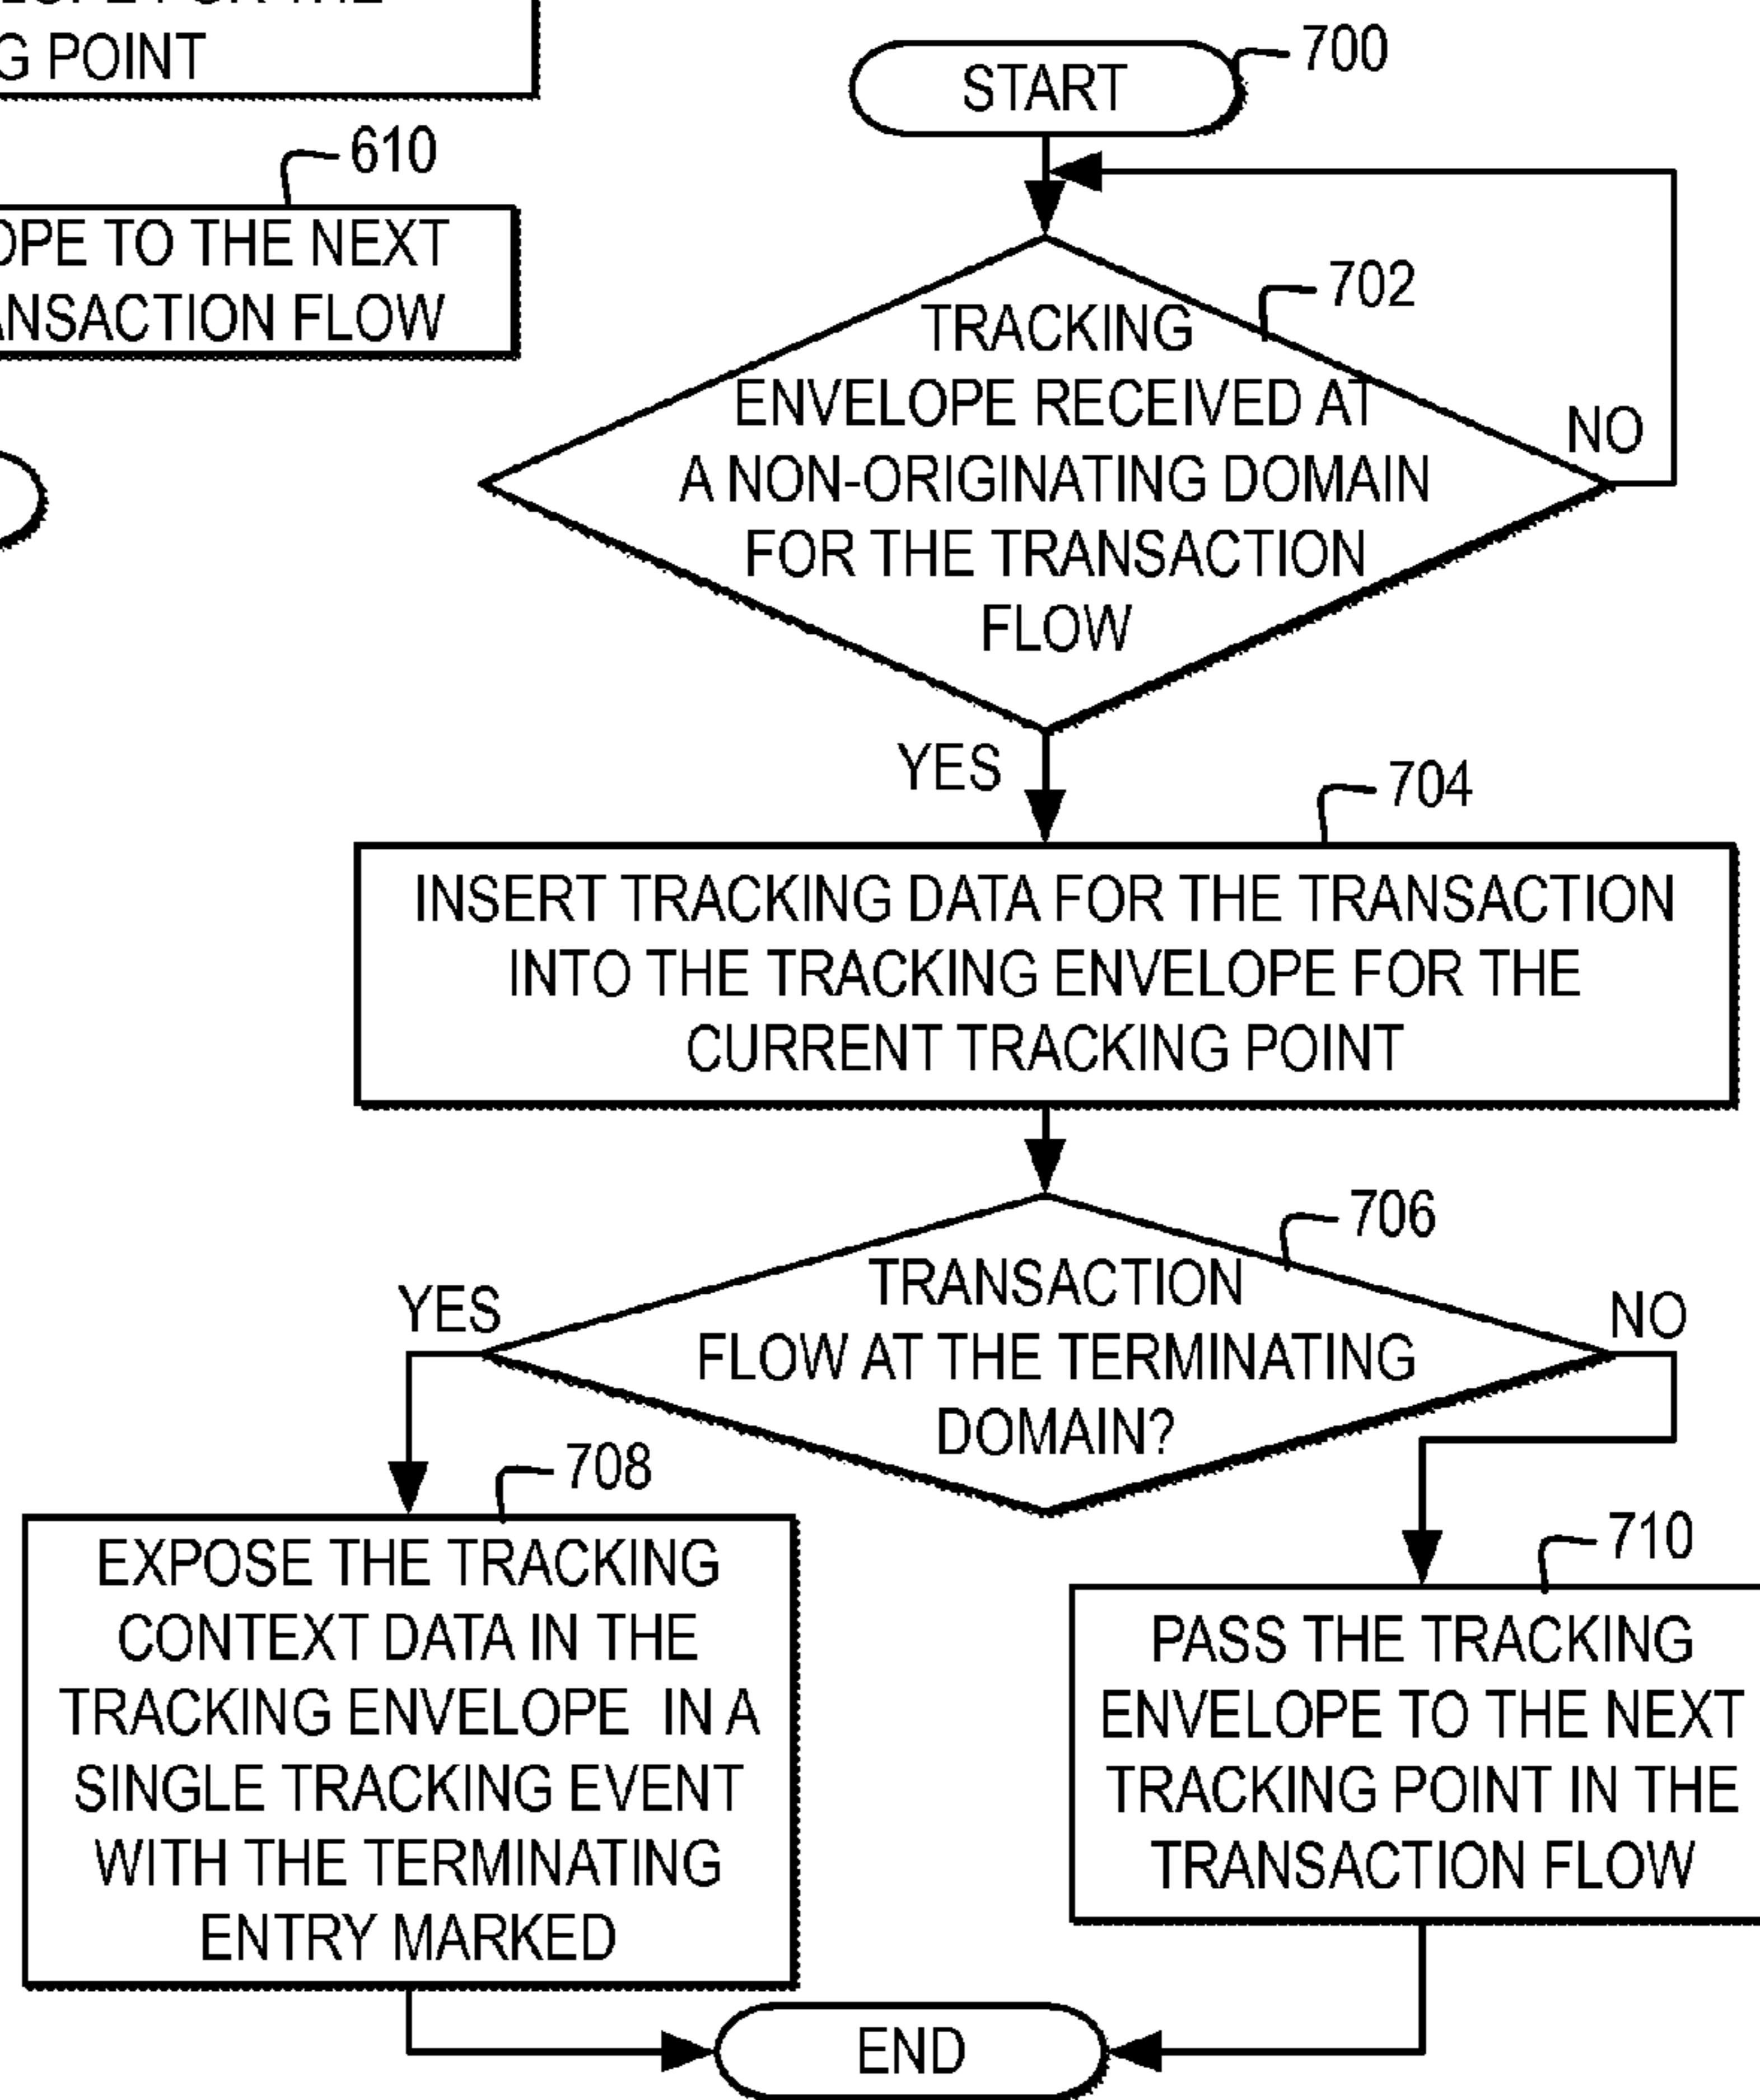 G POINT
610
OPE TO THE NEXT
ANSACTION FLOW
START
700
702
TRACKING
ENVELOPE RECEIVED AT
A NON-ORIGINATING DOMAIN
FOR THE TRANSACTION
FLOW
NO
YES
704
INSERT TRACKING DATA FOR THE TRANSACTION
INTO THE TRACKING ENVELOPE FOR THE
CURRENT TRACKING POINT
706
TRANSACTION
FLOW AT THE TERMINATING
DOMAIN?
YES
NO
708
EXPOSE THE TRACKING
CONTEXT DATA IN THE
TRACKING ENVELOPE IN A
SINGLE TRACKING EVENT
WITH THE TERMINATING
ENTRY MARKED
710
PASS THE TRACKING
ENVELOPE TO THE NEXT
TRACKING POINT IN THE
TRANSACTION FLOW
END